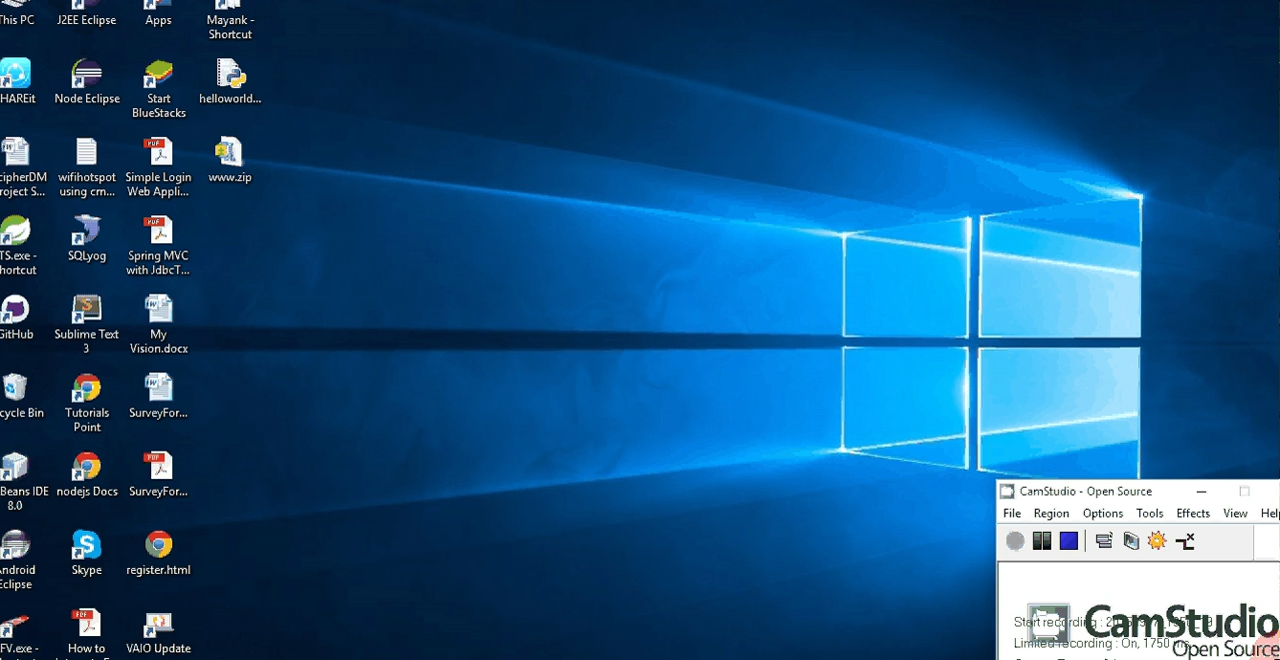 This PC
J2EE Eclipse
Apps
Mayank -
Shortcut
HAREit
Node Eclipse
Start
BlueStacks
helloworld...
cipherDM
roject S...
wifihotspot
using cm...
Simple Login
Web Appli...
www.zip
TS.exe -
hortcut
SQLyog
Spring MVC
with JdbcT...
GitHub
Sublime Text
3
My
Vision.docx
cycle Bin
Tutorials
Point
SurveyFor...
Beans IDE
8.0
nodejs Docs
SurveyFor...
Android
Eclipse
Skype
register.html
FV.exe -
How to
VAIO Update
CamStudio - Open Source
File Region Options Tools Effects View Help
Start recording :
Limited recording : On, 1750 ms
CamStudio
Open Source